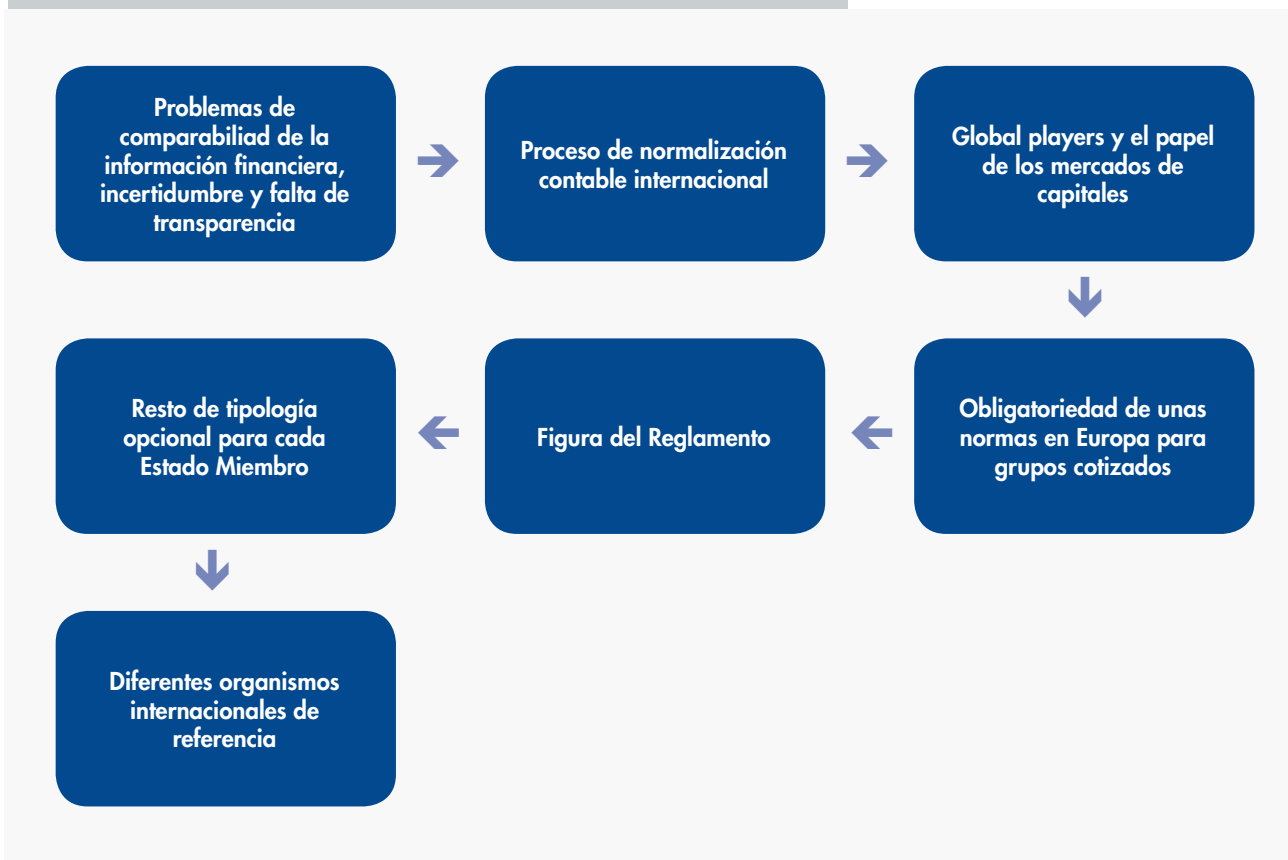 Problemas de
comparabiliad de la
información financiera,
incertidumbre y falta de
transparencia
Proceso de normalización
contable internacional
Global players y el papel
de los mercados de
capitales
Obligatoriedad de unas
normas en Europa para
grupos cotizados
Figura del Reglamento
Resto de tipología
opcional para cada
Estado Miembro
Diferentes organismos
internacionales de
referencia